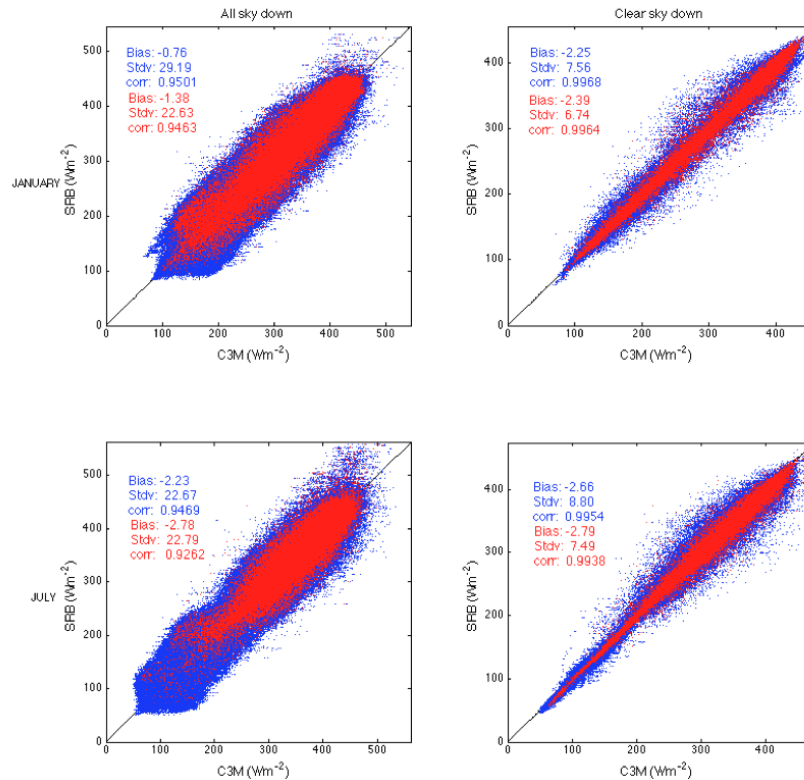 All sky down
Clear sky down
JANUARY
SRB (Wm-2)
500
400
300
200
100
0
Bias: -0.76
Stdv: 29.19
corr: 0.9501
Bias: -1.38
Stdv: 22.63
corr: 0.9463
0 100 200 300 400 500
C3M (Wm-2)
SRB (Wm-2)
400
300
200
100
0
Bias: -2.25
Stdv: 7.56
corr: 0.9968
Bias: -2.39
Stdv: 6.74
corr: 0.9964
0 100 200 300 400
C3M (Wm-2)
JULY
SRB (Wm-2)
500
400
300
200
100
0
Bias: -2.23
Stdv: 22.67
corr: 0.9469
Bias: -2.78
Stdv: 22.79
corr: 0.9262
0 100 200 300 400 500
C3M (Wm-2)
SRB (Wm-2)
400
300
200
100
0
Bias: -2.66
Stdv: 8.80
corr: 0.9954
Bias: -2.79
Stdv: 7.49
corr: 0.9938
0 100 200 300 400
C3M (Wm-2)